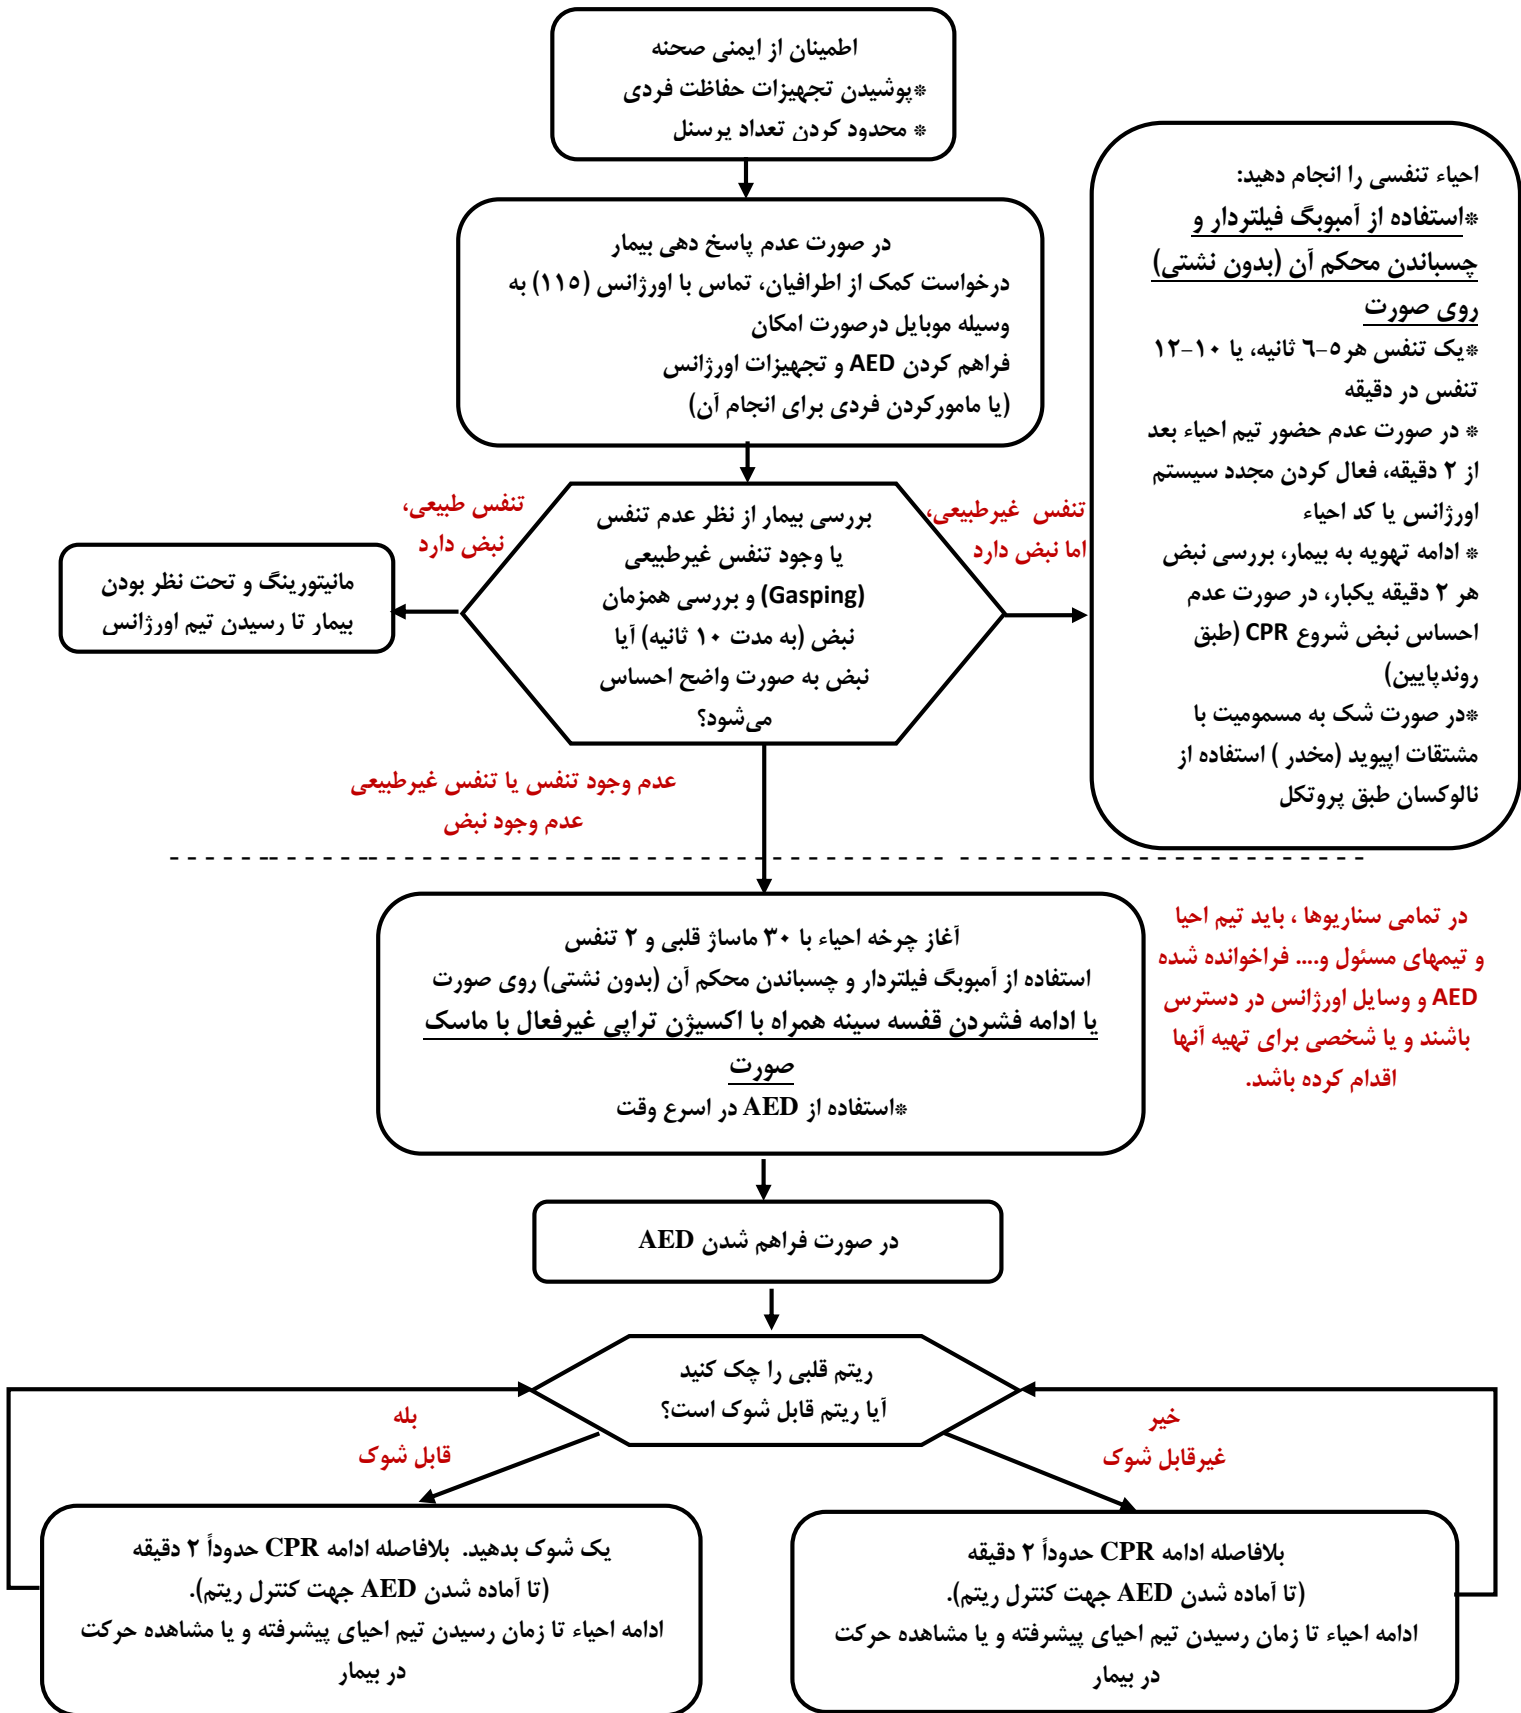 اطمینان از ایمنی صحنه
*پوشیدن تجهیزات حفاظت فردی
* محدود کردن تعداد پرسنل
در صورت عدم پاسخ دهی بیمار
درخواست کمک از اطرافیان، تماس با اورژانس (۱۱۵) به
وسیله موبایل درصورت امکان
فراهم کردن AED و تجهیزات اورژانس
(یا مامورکردن فردی برای انجام آن)
احیاء تنفسی را انجام دهید:
*استفاده از آمبوبگ فیلتردار و
چسباندن محکم آن (بدون نشتی)
روی صورت
*یک تنفس هر ۵-۶ ثانیه، یا ۱۰-۱۲
تنفس در دقیقه
* در صورت عدم حضور تیم احیاء بعد
از ۲ دقیقه، فعال کردن مجدد سیستم
اورژانس یا کد احیاء
* ادامه تهویه به بیمار، بررسی نبض
هر ۲ دقیقه یکبار، در صورت عدم
احساس نبض شروع CPR (طبق
روندپایین)
*در صورت شک به مسمومیت با
مشتقات اپیوید (مخدر ) استفاده از
نالوکسان طبق پروتکل
تنفس غیرطبیعی،
اما نبض دارد
بررسی بیمار از نظر عدم تنفس
یا وجود تنفس غیرطبیعی
(Gasping) و بررسی همزمان
نبض (به مدت ۱۰ ثانیه) آیا
نبض به صورت واضح احساس
می‌شود؟
تنفس طبیعی،
نبض دارد
مانیتورینگ و تحت نظر بودن
بیمار تا رسیدن تیم اورژانس
عدم وجود تنفس یا تنفس غیرطبیعی
عدم وجود نبض
آغاز چرخه احیاء با ۳۰ ماساژ قلبی و ۲ تنفس
استفاده از آمبوبگ فیلتردار و چسباندن محکم آن (بدون نشتی) روی صورت
یا ادامه فشردن قفسه سینه همراه با اکسیژن تراپی غیرفعال با ماسک
صورت
*استفاده از AED در اسرع وقت
در تمامی سناریوها ، باید تیم احیا
و تیمهای مسئول و.... فراخوانده شده
AED و وسایل اورژانس در دسترس
باشند و یا شخصی برای تهیه آنها
اقدام کرده باشد.
در صورت فراهم شدن AED
ریتم قلبی را چک کنید
آیا ریتم قابل شوک است؟
خیر
غیرقابل شوک
بله
قابل شوک
بلافاصله ادامه CPR حدوداً ۲ دقیقه
(تا آماده شدن AED جهت کنترل ریتم).
ادامه احیاء تا زمان رسیدن تیم احیای پیشرفته و یا مشاهده حرکت
در بیمار
یک شوک بدهید. بلافاصله ادامه CPR حدوداً ۲ دقیقه
(تا آماده شدن AED جهت کنترل ریتم).
ادامه احیاء تا زمان رسیدن تیم احیای پیشرفته و یا مشاهده حرکت
در بیمار